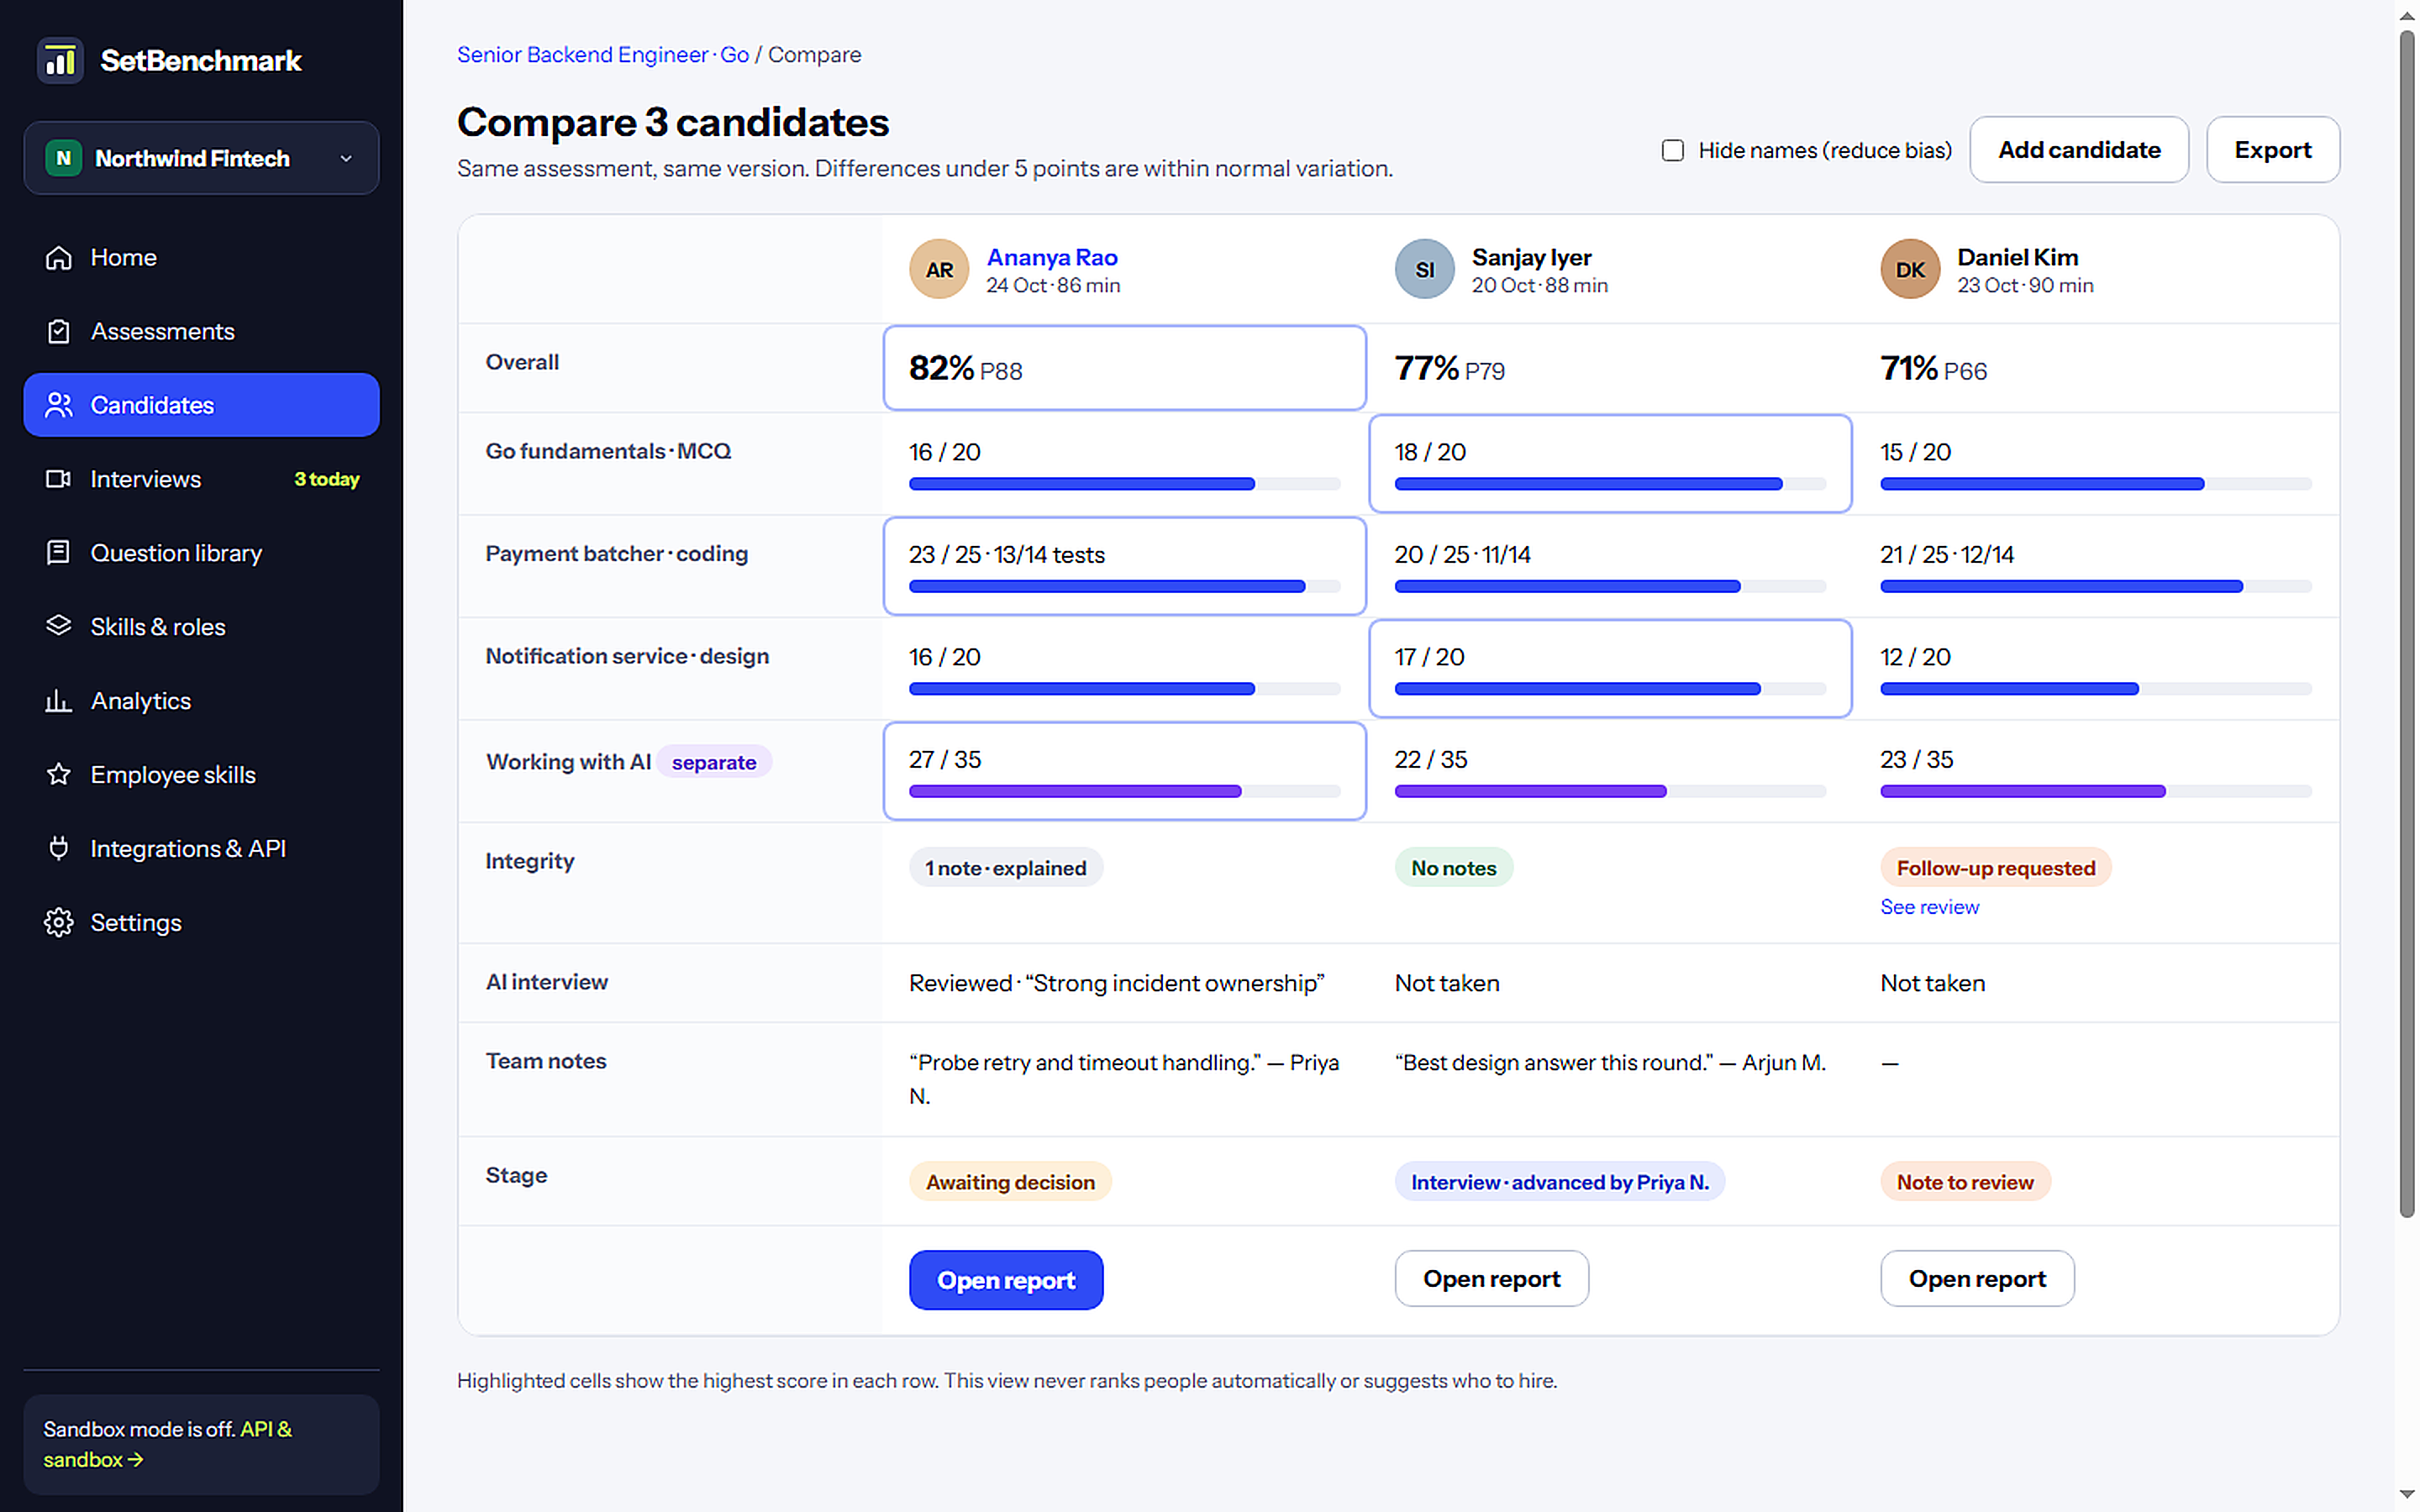 SetBenchmark
N Northwind Fintech
Home
Assessments
Candidates
Interviews 3 today
Question library
Skills & roles
Analytics
Employee skills
Integrations & API
Settings
Sandbox mode is off. API &
sandbox →
Senior Backend Engineer · Go / Compare
Compare 3 candidates
Same assessment, same version. Differences under 5 points are within normal variation.
Hide names (reduce bias) Add candidate Export
AR Ananya Rao
24 Oct · 86 min
SI Sanjay Iyer
20 Oct · 88 min
DK Daniel Kim
23 Oct · 90 min
Overall 82% P88 77% P79 71% P66
Go fundamentals · MCQ 16 / 20 18 / 20 15 / 20
Payment batcher · coding 23 / 25 · 13/14 tests 20 / 25 · 11/14 21 / 25 · 12/14
Notification service · design 16 / 20 17 / 20 12 / 20
Working with AI separate 27 / 35 22 / 35 23 / 35
Integrity 1 note · explained No notes Follow-up requested
See review
AI interview Reviewed · “Strong incident ownership” Not taken Not taken
Team notes “Probe retry and timeout handling.” — Priya “Best design answer this round.” — Arjun M. —
N.
Stage Awaiting decision Interview · advanced by Priya N. Note to review
Open report Open report Open report
Highlighted cells show the highest score in each row. This view never ranks people automatically or suggests who to hire.